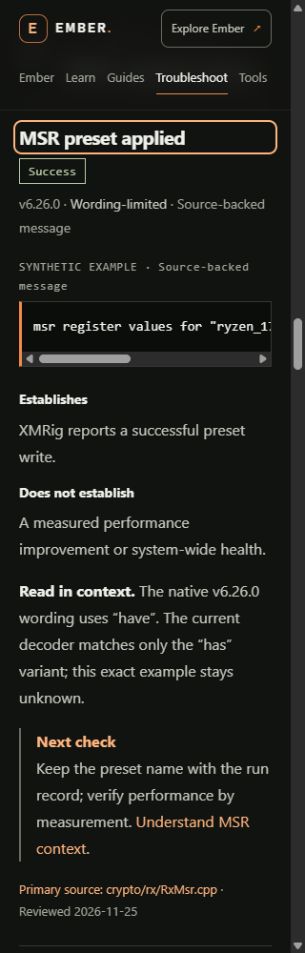 E EMBER.
Explore Ember ↗
Ember Learn Guides Troubleshoot Tools
MSR preset applied
Success
v6.26.0 · Wording-limited · Source-backed
message
SYNTHETIC EXAMPLE · Source-backed
message
msr register values for "ryzen_1
Establishes
XMRig reports a successful preset
write.
Does not establish
A measured performance
improvement or system-wide health.
Read in context. The native v6.26.0
wording uses “have”. The current
decoder matches only the “has”
variant; this exact example stays
unknown.
Next check
Keep the preset name with the run
record; verify performance by
measurement. Understand MSR
context.
Primary source: crypto/rx/RxMsr.cpp ·
Reviewed 2026-11-25